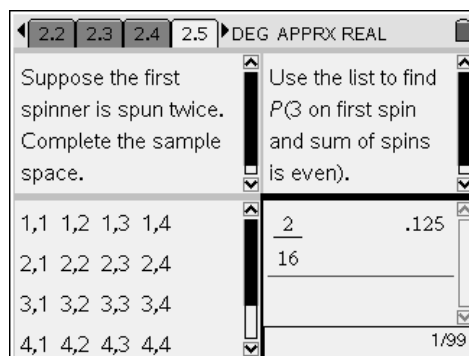 2.2 2.3 2.4 2.5 DEG APPRX REAL
Suppose the first
spinner is spun twice.
Complete the sample
space.
Use the list to find
P(3 on first spin
and sum of spins
is even).
1,1 1,2 1,3 1,4
2,1 2,2 2,3 2,4
3,1 3,2 3,3 3,4
4,1 4,2 4,3 4,4
2
16
.125
1/99